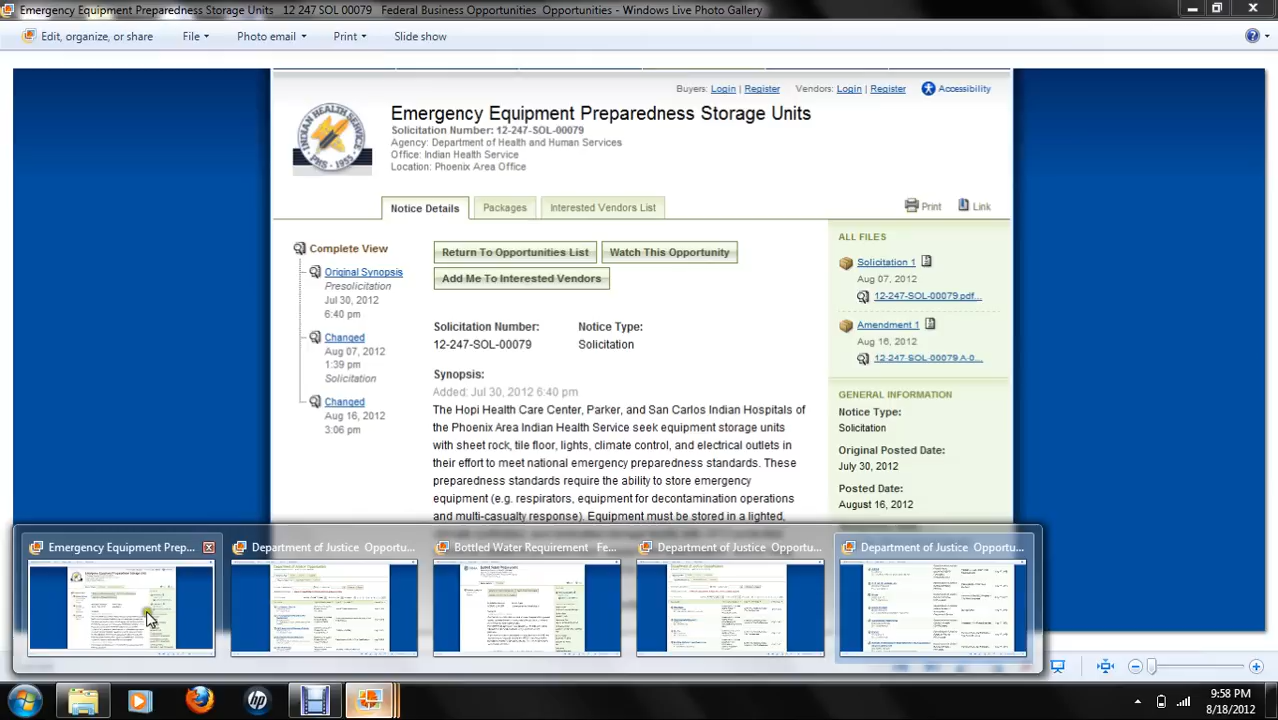 Emergency Equipment Preparedness Storage Units 12 247 SOL 00079 Federal Business Opportunities Opportunities - Windows Live Photo Gallery
Edit, organize, or share File Photo email Print Slide show
Buyers: Login | Register Vendors: Login | Register Accessibility
Emergency Equipment Preparedness Storage Units
Solicitation Number: 12-247-SOL-00079
Agency: Department of Health and Human Services
Office: Indian Health Service
Location: Phoenix Area Office
INDIAN HEALTH SERVICE
PHS - 1955
Notice Details Packages Interested Vendors List Print Link
Complete View
Original Synopsis
Presolicitation
Jul 30, 2012
6:40 pm
Changed
Aug 07, 2012
1:39 pm
Solicitation
Changed
Aug 16, 2012
3:06 pm
Return To Opportunities List Watch This Opportunity
Add Me To Interested Vendors
Solicitation Number: Notice Type:
12-247-SOL-00079 Solicitation
Synopsis:
Added: Jul 30, 2012 6:40 pm
The Hopi Health Care Center, Parker, and San Carlos Indian Hospitals of
the Phoenix Area Indian Health Service seek equipment storage units
with sheet rock, tile floor, lights, climate control, and electrical outlets in
their effort to meet national emergency preparedness standards. These
preparedness standards require the ability to store emergency
equipment (e.g. respirators, equipment for decontamination operations
and multi-casualty response). Equipment must be stored in a lighted,
ALL FILES
Solicitation 1
Aug 07, 2012
12-247-SOL-00079.pdf...
Amendment 1
Aug 16, 2012
12-247-SOL-00079 A-0...
GENERAL INFORMATION
Notice Type:
Solicitation
Original Posted Date:
July 30, 2012
Posted Date:
August 16, 2012
Emergency Equipment Prep... Department of Justice Opportu... Bottled Water Requirement Fe... Department of Justice Opportu... Department of Justice Opportu...
hp
9:58 PM
8/18/2012